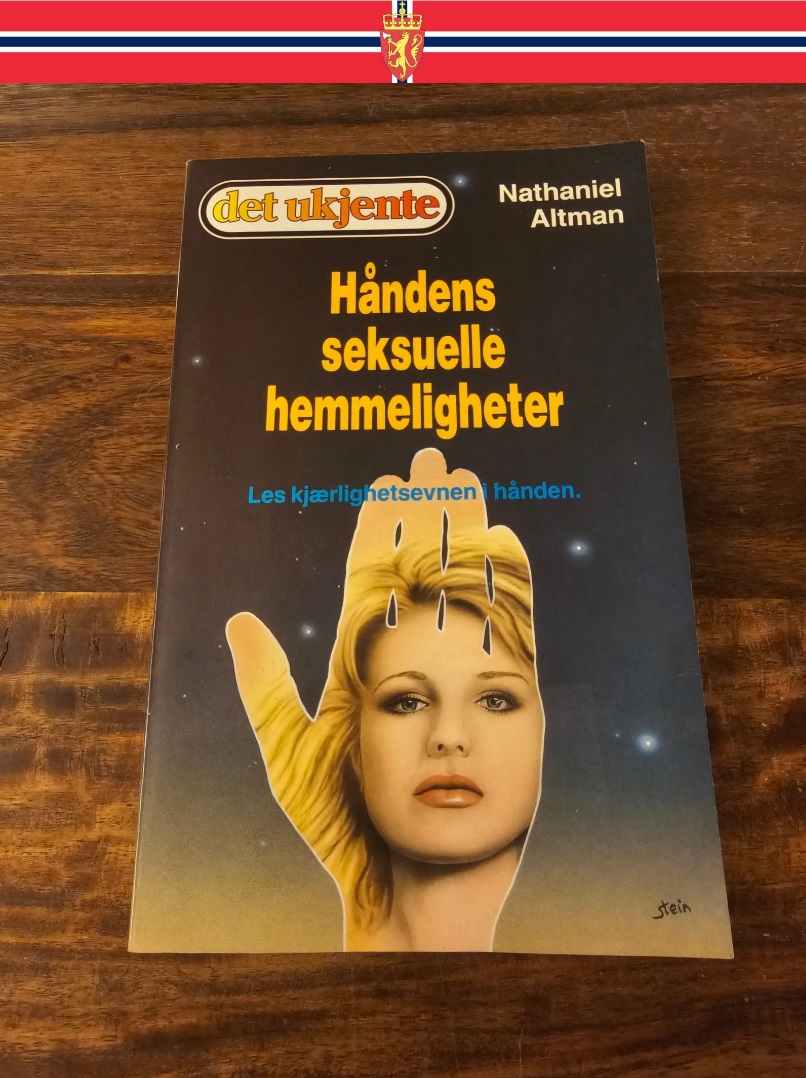 det ukjente
Nathaniel
Altman
Håndens
seksuelle
hemmeligheter
Les kjærlighetsevnen i hånden.
stein